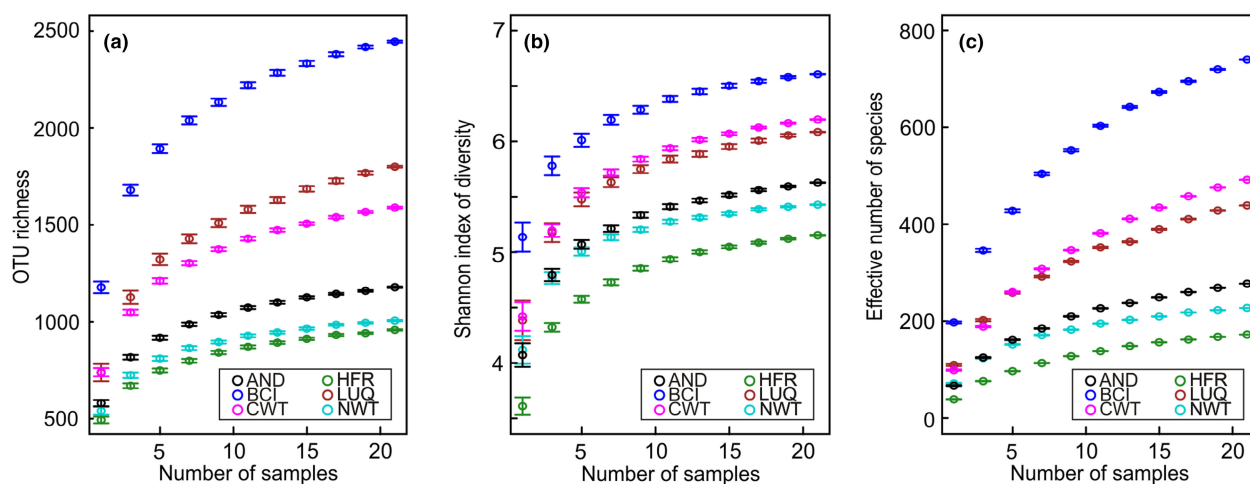 (a)
OTU richness
2500
2000
1500
1000
500
AND
BCI
CWT
HFR
LUQ
NWT
5
10
15
20
Number of samples
(b)
Shannon index of diversity
7
6
5
4
AND
BCI
CWT
HFR
LUQ
NWT
5
10
15
20
Number of samples
(c)
Effective number of species
800
600
400
200
0
AND
BCI
CWT
HFR
LUQ
NWT
5
10
15
20
Number of samples